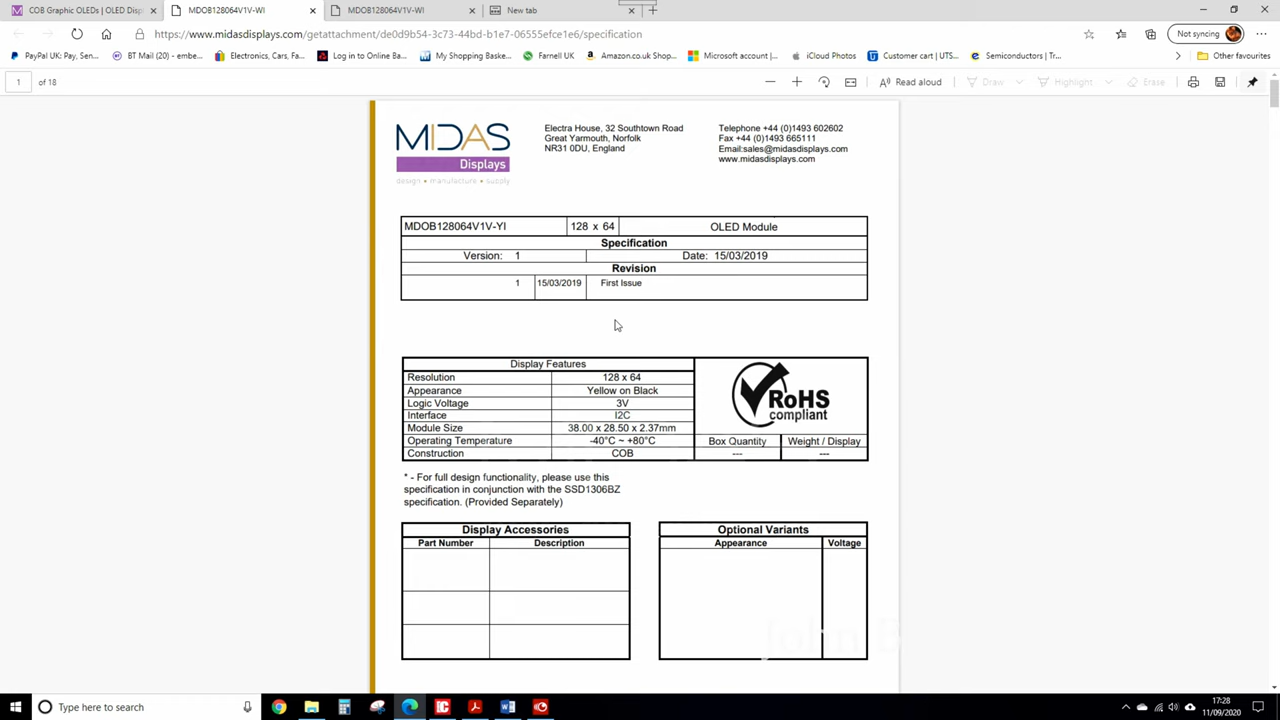 COB Graphic OLEDs | OLED Disp
MDOB128064V1V-WI
MDOB128064V1V-WI
New tab
https://www.midasdisplays.com/getattachment/de0d9b54-3c73-44bd-b1e7-06555efce1e6/specification
Not syncing
PayPal UK: Pay, Sen...
BT Mail (20) - embe...
Electronics, Cars, Fa...
Log in to Online Ba...
My Shopping Baske...
Farnell UK
Amazon.co.uk Shop...
Microsoft account |...
iCloud Photos
Customer cart | UTS...
Semiconductors | Tr...
Other favourites
1 of 18
Read aloud
Draw
Highlight
Erase
MIDAS
Displays
design • manufacture • supply
Electra House, 32 Southtown Road
Great Yarmouth, Norfolk
NR31 0DU, England
Telephone +44 (0)1493 602602
Fax +44 (0)1493 665111
Email:sales@midasdisplays.com
www.midasdisplays.com
MDOB128064V1V-YI 128 x 64 OLED Module
Specification
Version: 1 Date: 15/03/2019
Revision
1 15/03/2019 First Issue
Display Features
Resolution 128 x 64
Appearance Yellow on Black
Logic Voltage 3V
Interface I2C
Module Size 38.00 x 28.50 x 2.37mm
Operating Temperature -40°C ~ +80°C
Construction COB
RoHS
compliant
Box Quantity Weight / Display
--- ---
* - For full design functionality, please use this
specification in conjunction with the SSD1306BZ
specification. (Provided Separately)
Display Accessories
Part Number Description
Optional Variants
Appearance Voltage
John B
Type here to search
17:28
11/09/2020